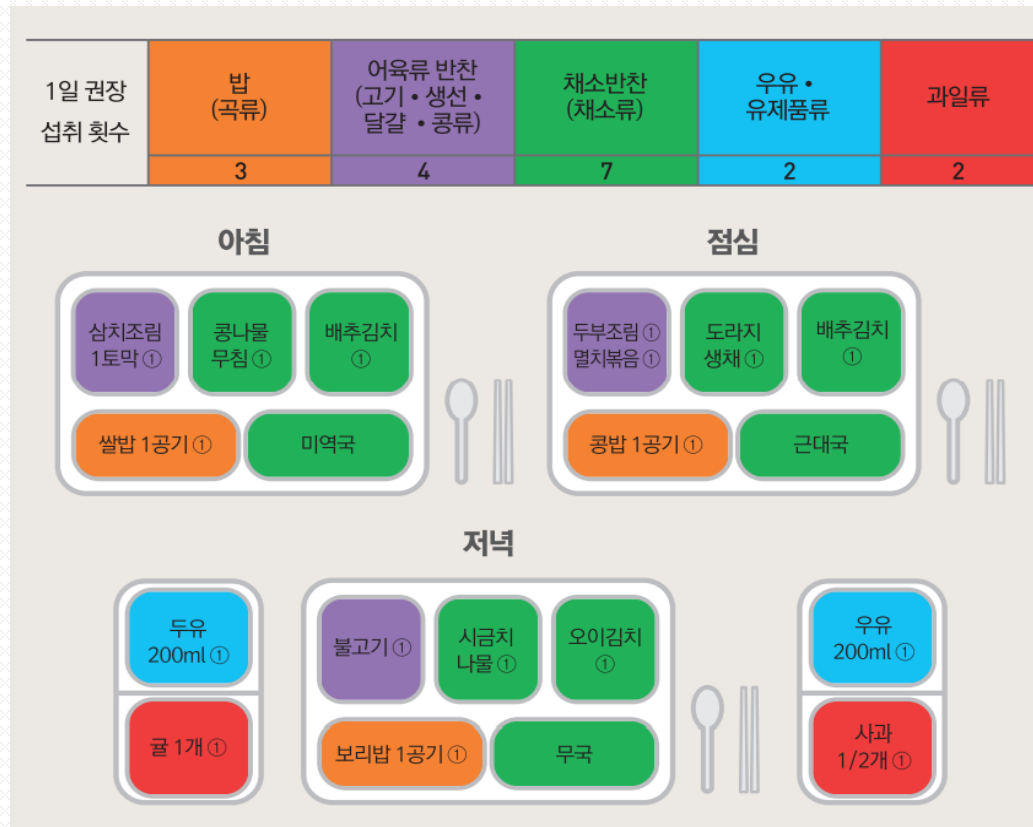 1일 권장
섭취 횟수
밥
(곡류)
어육류 반찬
(고기・생선・
달걀・콩류)
채소반찬
(채소류)
우유・
유제품류
과일류
3
4
7
2
2
아침
삼치조림
1토막 ①
콩나물
무침 ①
배추김치
①
쌀밥 1공기 ①
미역국
점심
두부조림 ①
멸치볶음 ①
도라지
생채 ①
배추김치
①
콩밥 1공기 ①
근대국
저녁
두유
200ml ①
귤 1개 ①
불고기 ①
시금치
나물 ①
오이김치
①
보리밥 1공기 ①
무국
우유
200ml ①
사과
1/2개 ①